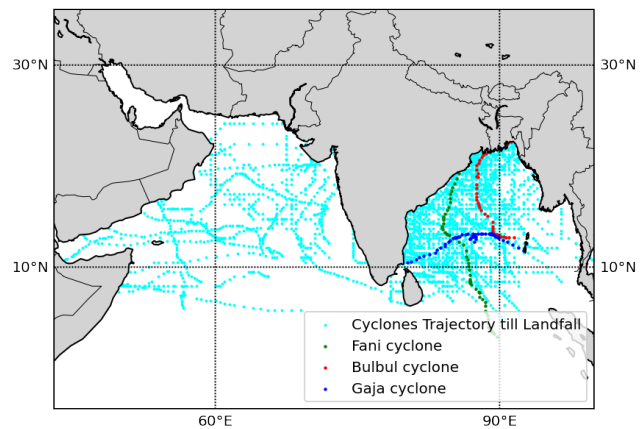 30°N
30°N
10°N
10°N
Cyclones Trajectory till Landfall
Fani cyclone
Bulbul cyclone
Gaja cyclone
60°E
90°E